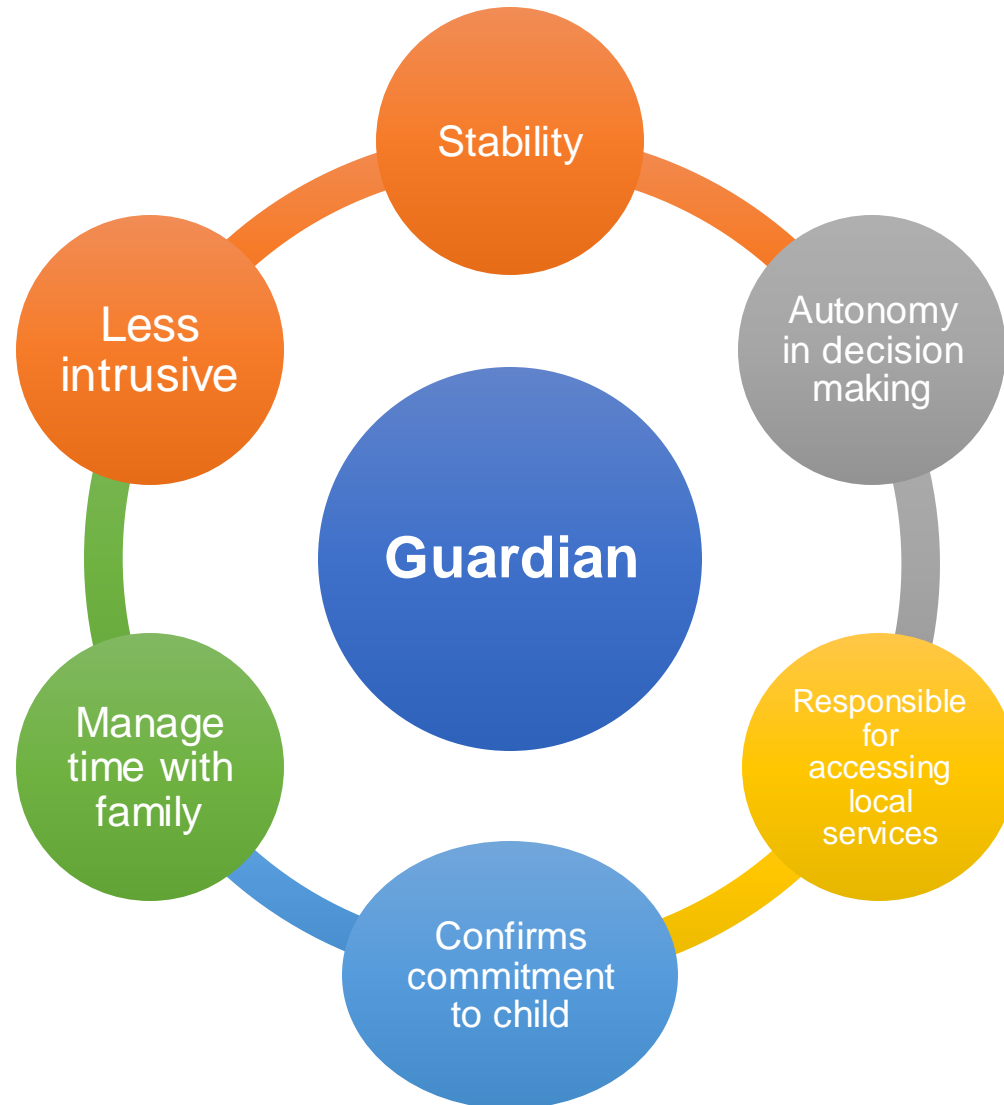 Stability
Autonomy
in decision
making
Less
intrusive
Guardian
Responsible
for
accessing
local
services
Manage
time with
family
Confirms
commitment
to child